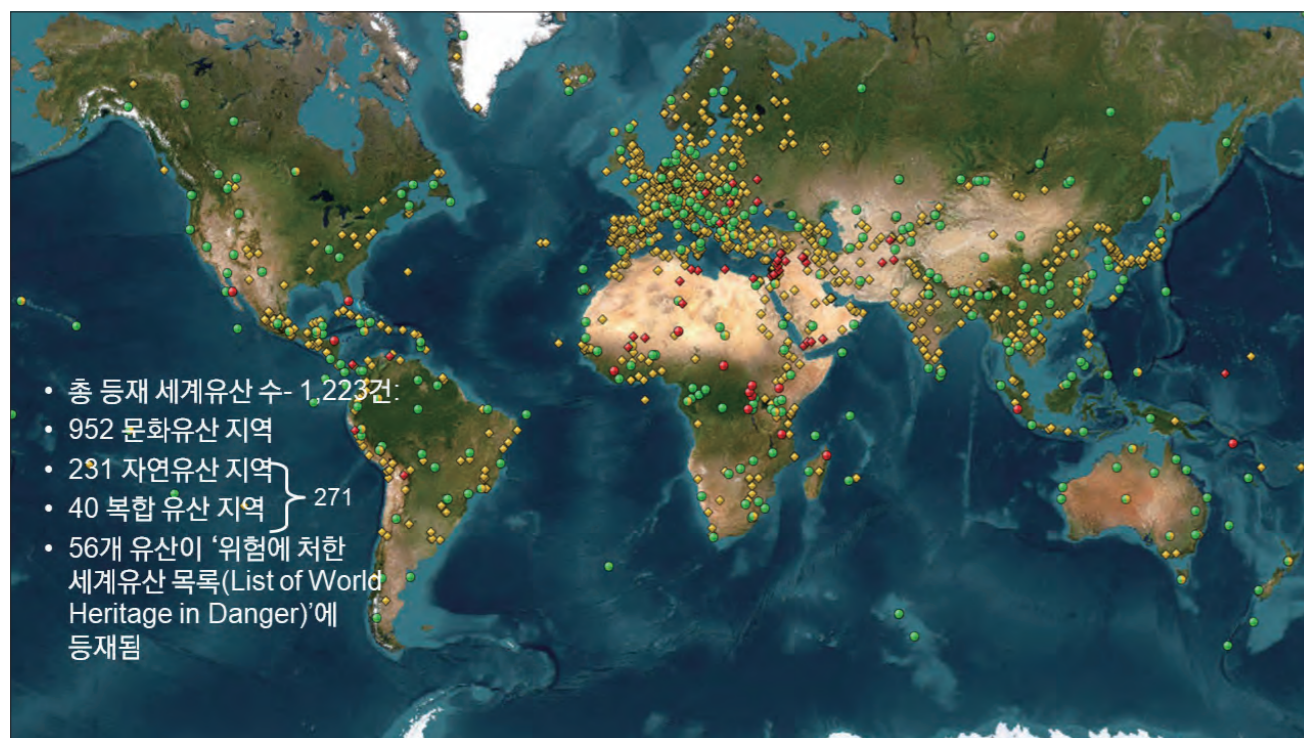 • 총 등재 세계유산 수- 1,223건:
• 952 문화유산 지역
• 231 자연유산 지역
• 40 복합 유산 지역
271
• 56개 유산이 ‘위험에 처한
세계유산 목록(List of World
Heritage in Danger)’에
등재됨